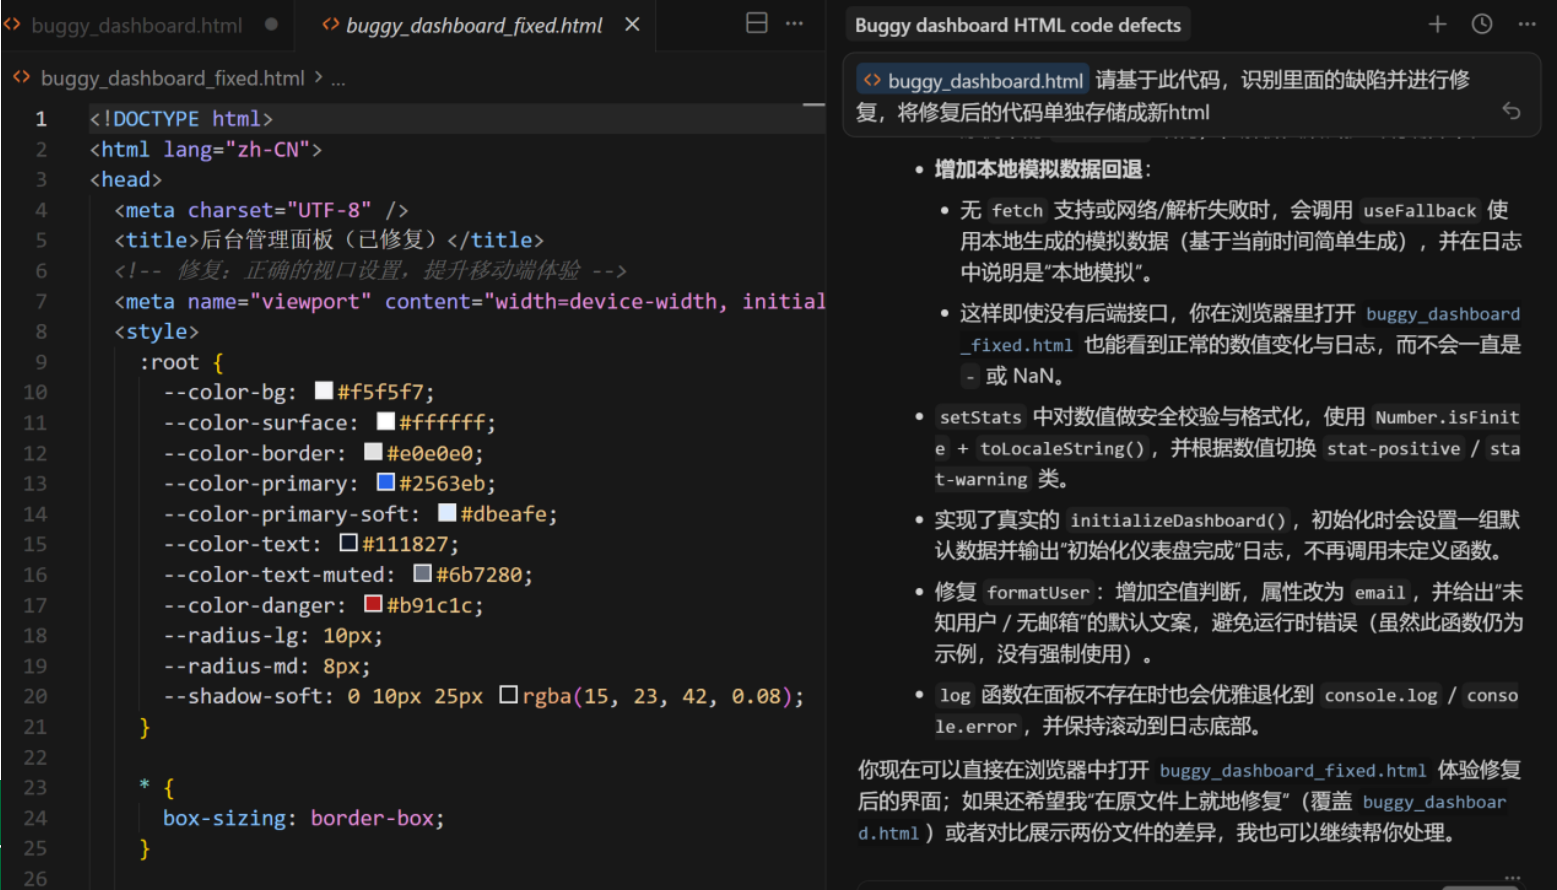 buggy_dashboard.html
buggy_dashboard_fixed.html
buggy_dashboard_fixed.html > ...
1 <!DOCTYPE html>
2 <html lang="zh-CN">
3 <head>
4 <meta charset="UTF-8" />
5 <title>后台管理面板（已修复）</title>
6 <!-- 修复：正确的视口设置，提升移动端体验 -->
7 <meta name="viewport" content="width=device-width, initial
8 <style>
9 :root {
10 --color-bg: #f5f5f7;
11 --color-surface: #ffffff;
12 --color-border: #e0e0e0;
13 --color-primary: #2563eb;
14 --color-primary-soft: #dbeafe;
15 --color-text: #111827;
16 --color-text-muted: #6b7280;
17 --color-danger: #b91c1c;
18 --radius-lg: 10px;
19 --radius-md: 8px;
20 --shadow-soft: 0 10px 25px rgba(15, 23, 42, 0.08);
21 }
22
23 * {
24 box-sizing: border-box;
25 }
26
Buggy dashboard HTML code defects
buggy_dashboard.html 请基于此代码，识别里面的缺陷并进行修
复，将修复后的代码单独存储成新html
• 增加本地模拟数据回退：
• 无 fetch 支持或网络/解析失败时，会调用 useFallback 使
用本地生成的模拟数据（基于当前时间简单生成），并在日志
中说明是“本地模拟”。
• 这样即使没有后端接口，你在浏览器里打开 buggy_dashboard
_fixed.html 也能看到正常的数值变化与日志，而不会一直是
- 或 NaN。
• setStats 中对数值做安全校验与格式化，使用 Number.isFinit
e + toLocaleString()，并根据数值切换 stat-positive / sta
t-warning 类。
• 实现了真实的 initializeDashboard()，初始化时会设置一组默
认数据并输出“初始化仪表盘完成”日志，不再调用未定义函数。
• 修复 formatUser：增加空值判断，属性改为 email，并给出“未
知用户 / 无邮箱”的默认文案，避免运行时错误（虽然此函数仍为
示例，没有强制使用）。
• log 函数在面板不存在时也会优雅退化到 console.log / conso
le.error，并保持滚动到日志底部。
你现在可以直接在浏览器中打开 buggy_dashboard_fixed.html 体验修复
后的界面；如果还希望我“在原文件上就地修复”（覆盖 buggy_dashboar
d.html）或者对比展示两份文件的差异，我也可以继续帮你处理。